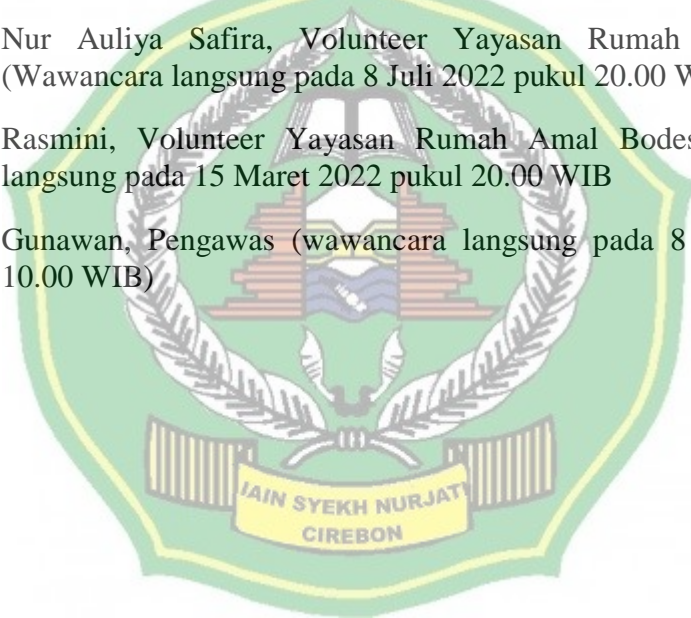 Nur Auliya Safira, Volunteer Yayasan Rumah
(Wawancara langsung pada 8 Juli 2022 pukul 20.00 W
Rasmini, Volunteer Yayasan Rumah Amal Bodes
langsung pada 15 Maret 2022 pukul 20.00 WIB
Gunawan, Pengawas (wawancara langsung pada 8
10.00 WIB)
IAIN SYEKH NURJATI
CIREBON